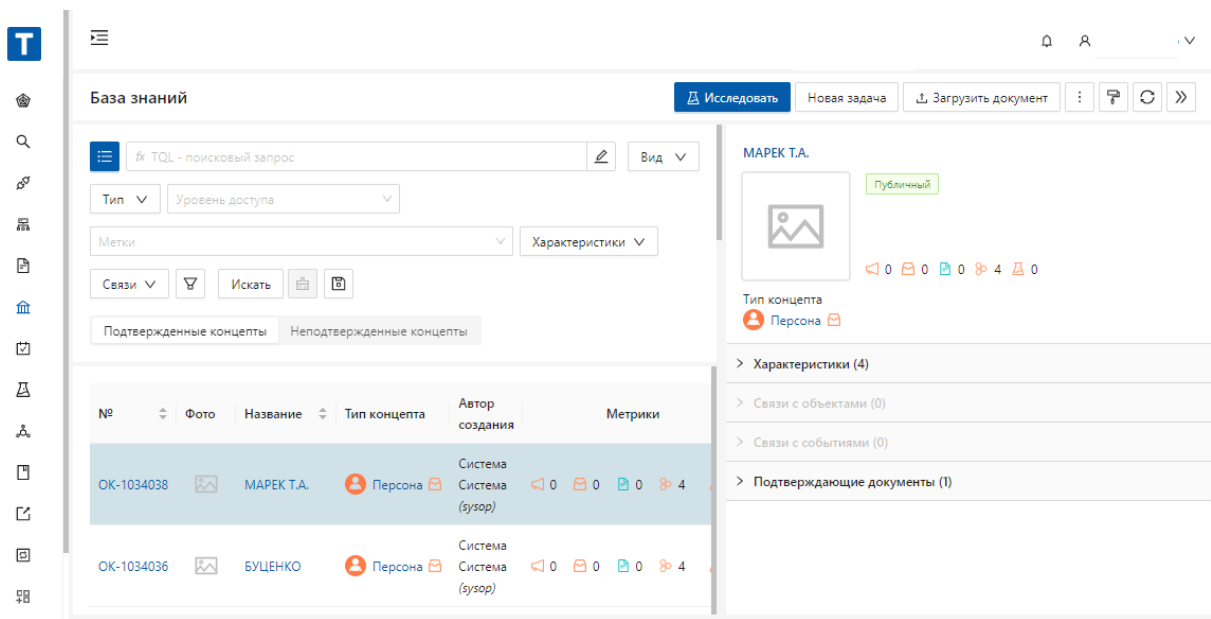 T
База знаний
Исследовать
Новая задача
Загрузить документ
fx TQL - поисковый запрос
Вид
Тип
Уровень доступа
Метки
Характеристики
Связи
Искать
Подтвержденные концепты
Неподтвержденные концепты
№ Фото Название Тип концепта Автор создания Метрики
ОК-1034038 МАРЕК Т.А. Персона Система Система (sysop) 0 0 0 4
ОК-1034036 БУЦЕНКО Персона Система Система (sysop) 0 0 0 4
МАРЕК Т.А.
Публичный
0 0 0 4 0
Тип концепта
Персона
Характеристики (4)
Связи с объектами (0)
Связи с событиями (0)
Подтверждающие документы (1)